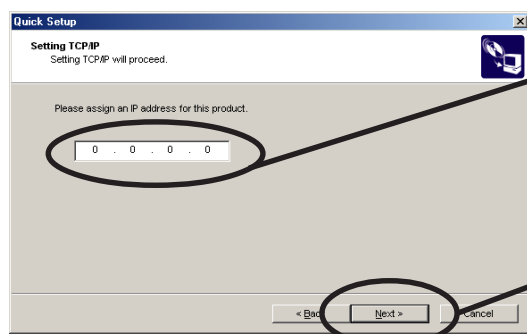 Quick Setup
Setting TCP/IP
Setting TCP/IP will proceed.
Please assign an IP address for this product.
0 . 0 . 0 . 0
< Bac Next > Cancel